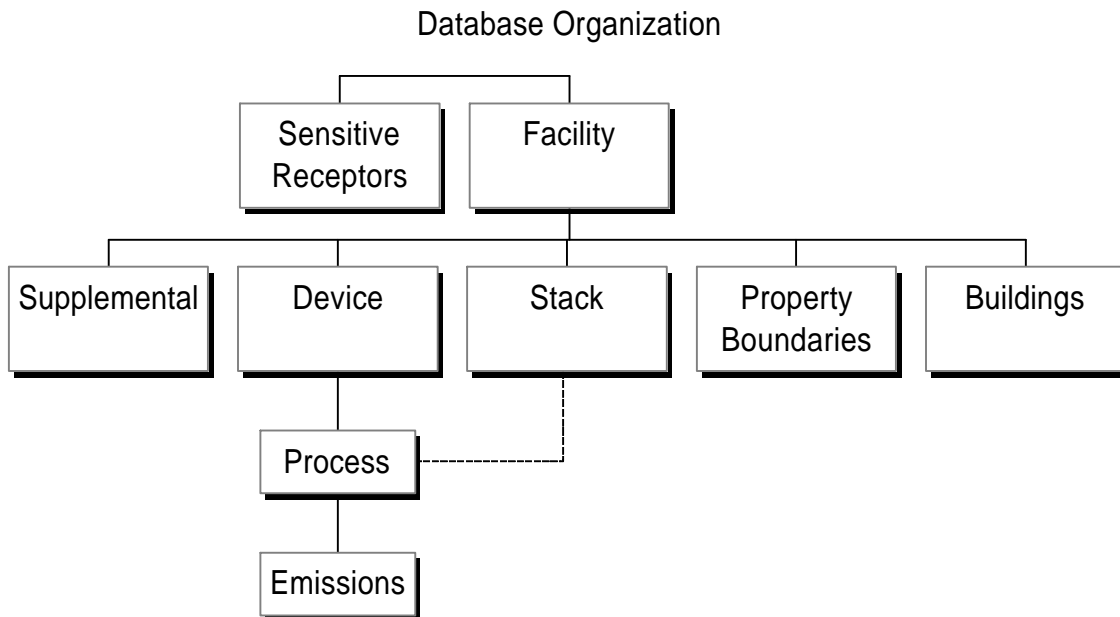 Database Organization
Sensitive
Receptors
Facility
Supplemental
Device
Stack
Property
Boundaries
Buildings
Process
Emissions